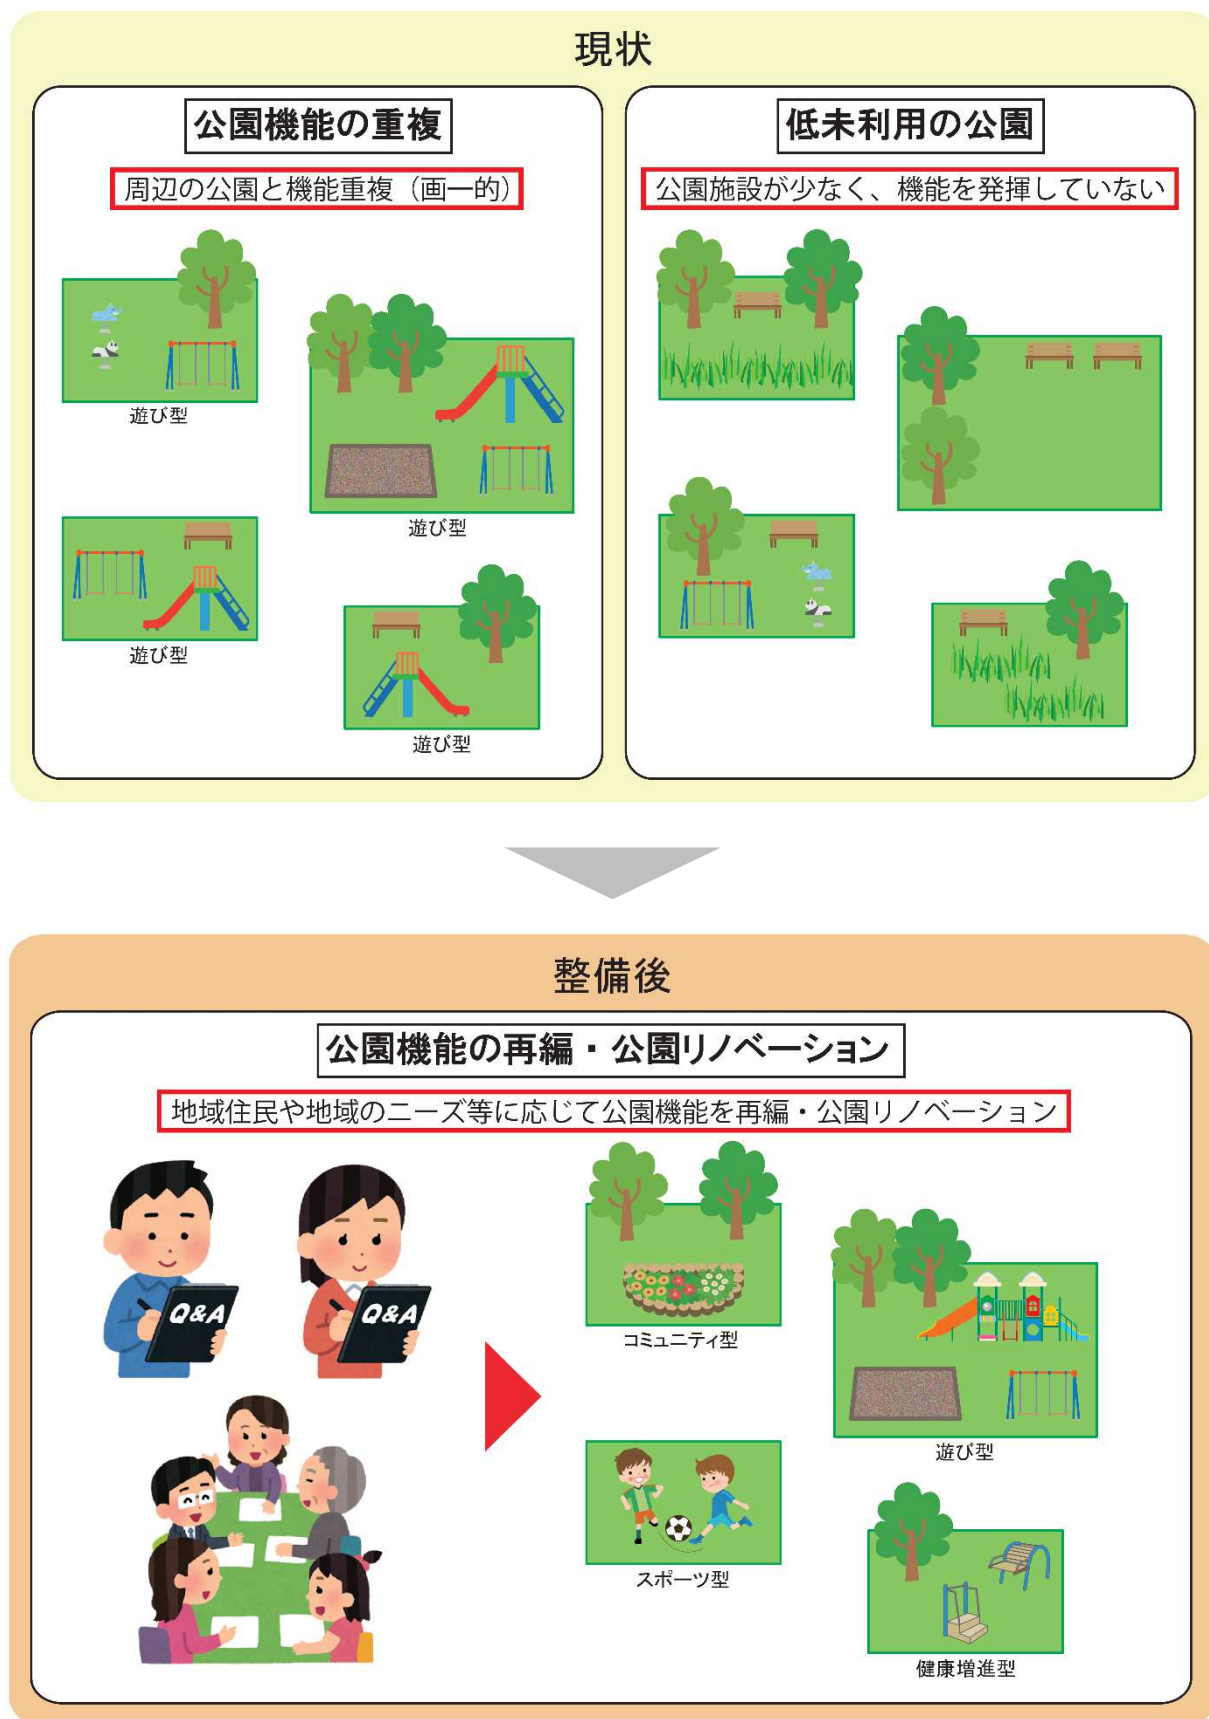 現状
公園機能の重複
周辺の公園と機能重複（画一的）
遊び型
遊び型
遊び型
遊び型
低未利用の公園
公園施設が少なく、機能を発揮していない
整備後
公園機能の再編・公園リノベーション
地域住民や地域のニーズ等に応じて公園機能を再編・公園リノベーション
Q&A
Q&A
コミュニティ型
遊び型
スポーツ型
健康増進型